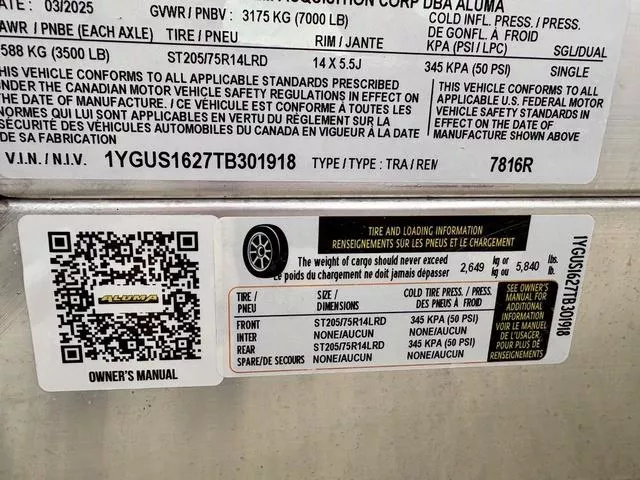 DATE : 03/2025 ACQUISITION CORP DBA ALUMA
GVWR / PNBV : 3175 KG (7000 LB)
COLD INFL. PRESS. /
PRESS. DE GONFL.
À FROID
KPA (PSI / LPC)
SGL/DUAL
/ PNBE (EACH AXLE) TIRE / PNEU RIM / JANTE
588 KG (3500 LB) ST205/75R14LRD 14 X 5.5J 345 KPA (50 PSI) SINGLE
THIS VEHICLE CONFORMS TO ALL APPLICABLE STANDARDS PRESCRIBED
UNDER THE CANADIAN MOTOR VEHICLE SAFETY REGULATIONS IN EFFECT ON
THE DATE OF MANUFACTURE. / CE VÉHICULE EST CONFORME À TOUTES LES
NORMES QUI LUI SONT APPLICABLES EN VERTU DU RÈGLEMENT SUR LA
SÉCURITÉ DES VÉHICULES AUTOMOBILES DU CANADA EN VIGUEUR À LA DATE
DE SA FABRICATION
THIS VEHICLE CONFORMS TO ALL
APPLICABLE U.S. FEDERAL MOTOR
VEHICLE SAFETY STANDARDS IN
EFFECT ON THE DATE OF
MANUFACTURE SHOWN ABOVE
V.I.N. / N.I.V. 1YGUS1627TB301918 TYPE / TYPE : TRA / REM 7816R
ALUMA
OWNER'S MANUAL
TIRE AND LOADING INFORMATION
RENSEIGNEMENTS SUR LES PNEUS ET LE CHARGEMENT
The weight of cargo should never exceed
Le poids du chargement ne doit jamais dépasser
2,649 kg or kg ou 5,840 lbs. lb.
TIRE / PNEU
SIZE / DIMENSIONS
COLD TIRE PRESS. / PRESS DES PNEUS À FROID
FRONT ST205/75R14LRD 345 KPA (50 PSI)
INTER NONE/AUCUN NONE/AUCUN
REAR ST205/75R14LRD 345 KPA (50 PSI)
SPARE/DE SECOURS NONE/AUCUN NONE/AUCUN
SEE OWNER'S
MANUAL FOR
ADDITIONAL
INFORMATION
VOIR LE MANUEL
DE L'USAGER
POUR PLUS DE
RENSEIGNEMENTS
1YGUS1627TB301918